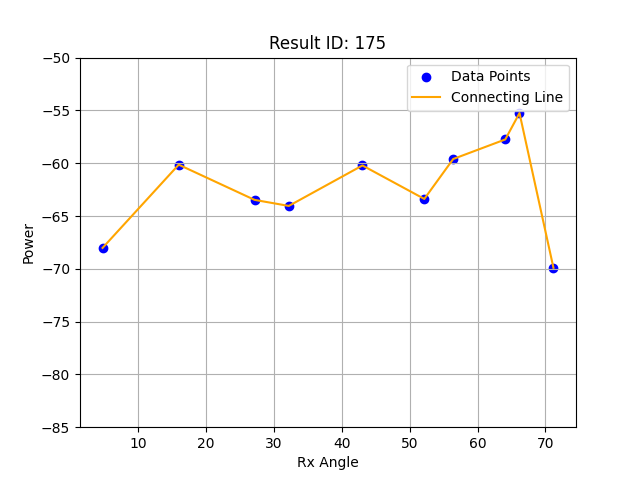 Result ID: 175
Data Points
Connecting Line
−50
−55
−60
−65
−70
−75
−80
−85
Power
10 20 30 40 50 60 70
Rx Angle